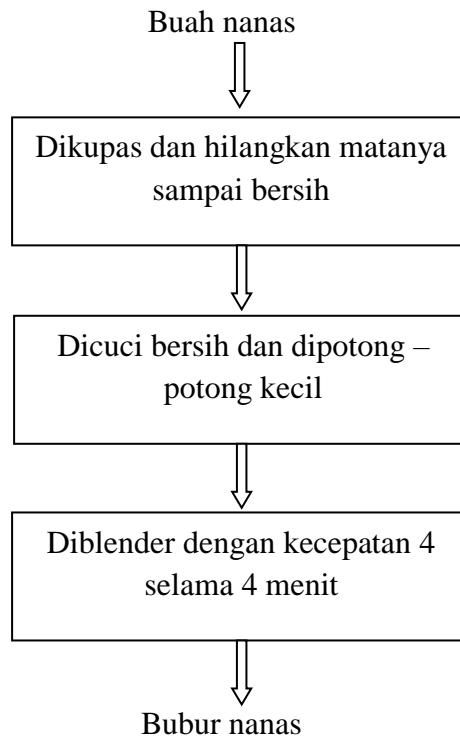 Buah nanas
Dikupas dan hilangkan matanya
sampai bersih
Dicuci bersih dan dipotong –
potong kecil
Diblender dengan kecepatan 4
selama 4 menit
Bubur nanas